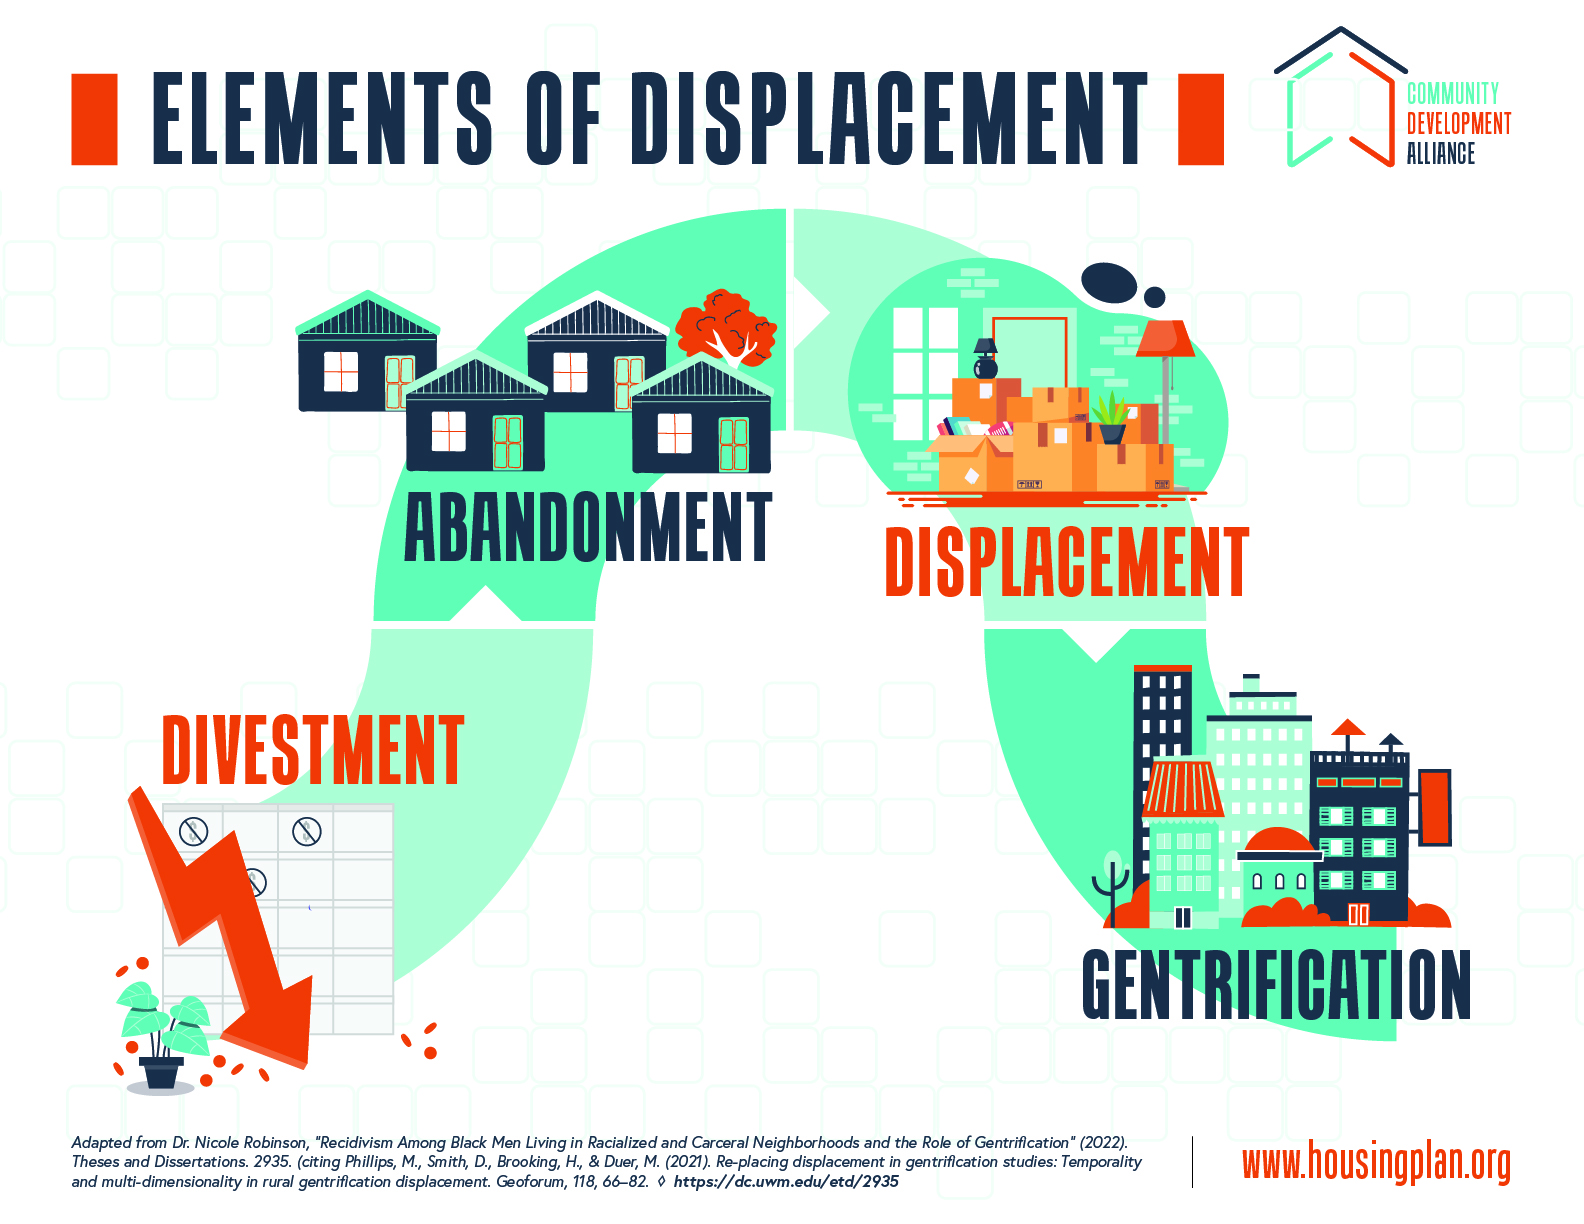 ELEMENTS OF DISPLACEMENT
COMMUNITY
DEVELOPMENT
ALLIANCE
ABANDONMENT
DISPLACEMENT
DIVESTMENT
$
$
$
GENTRIFICATION
Adapted from Dr. Nicole Robinson, "Recidivism Among Black Men Living in Racialized and Carceral Neighborhoods and the Role of Gentrification" (2022).
Theses and Dissertations. 2935. (citing Phillips, M., Smith, D., Brooking, H., & Duer, M. (2021). Re-placing displacement in gentrification studies: Temporality
and multi-dimensionality in rural gentrification displacement. Geoforum, 118, 66–82. ◊ https://dc.uwm.edu/etd/2935
www.housingplan.org